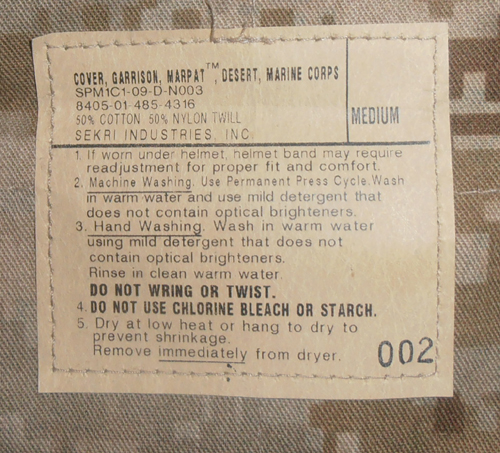 COVER, GARRISON, MARPAT™, DESERT, MARINE CORPS
SPM1C1-09-D-N003
8405-01-485-4316
50% COTTON 50% NYLON TWILL
SEKRI INDUSTRIES, INC.
MEDIUM
1. If worn under helmet, helmet band may require
readjustment for proper fit and comfort.
2. Machine Washing. Use Permanent Press Cycle. Wash
in warm water and use mild detergent that
does not contain optical brighteners.
3. Hand Washing. Wash in warm water
using mild detergent that does not
contain optical brighteners.
Rinse in clean warm water.
DO NOT WRING OR TWIST.
4. DO NOT USE CHLORINE BLEACH OR STARCH.
5. Dry at low heat or hang to dry to
prevent shrinkage.
Remove immediately from dryer.
002